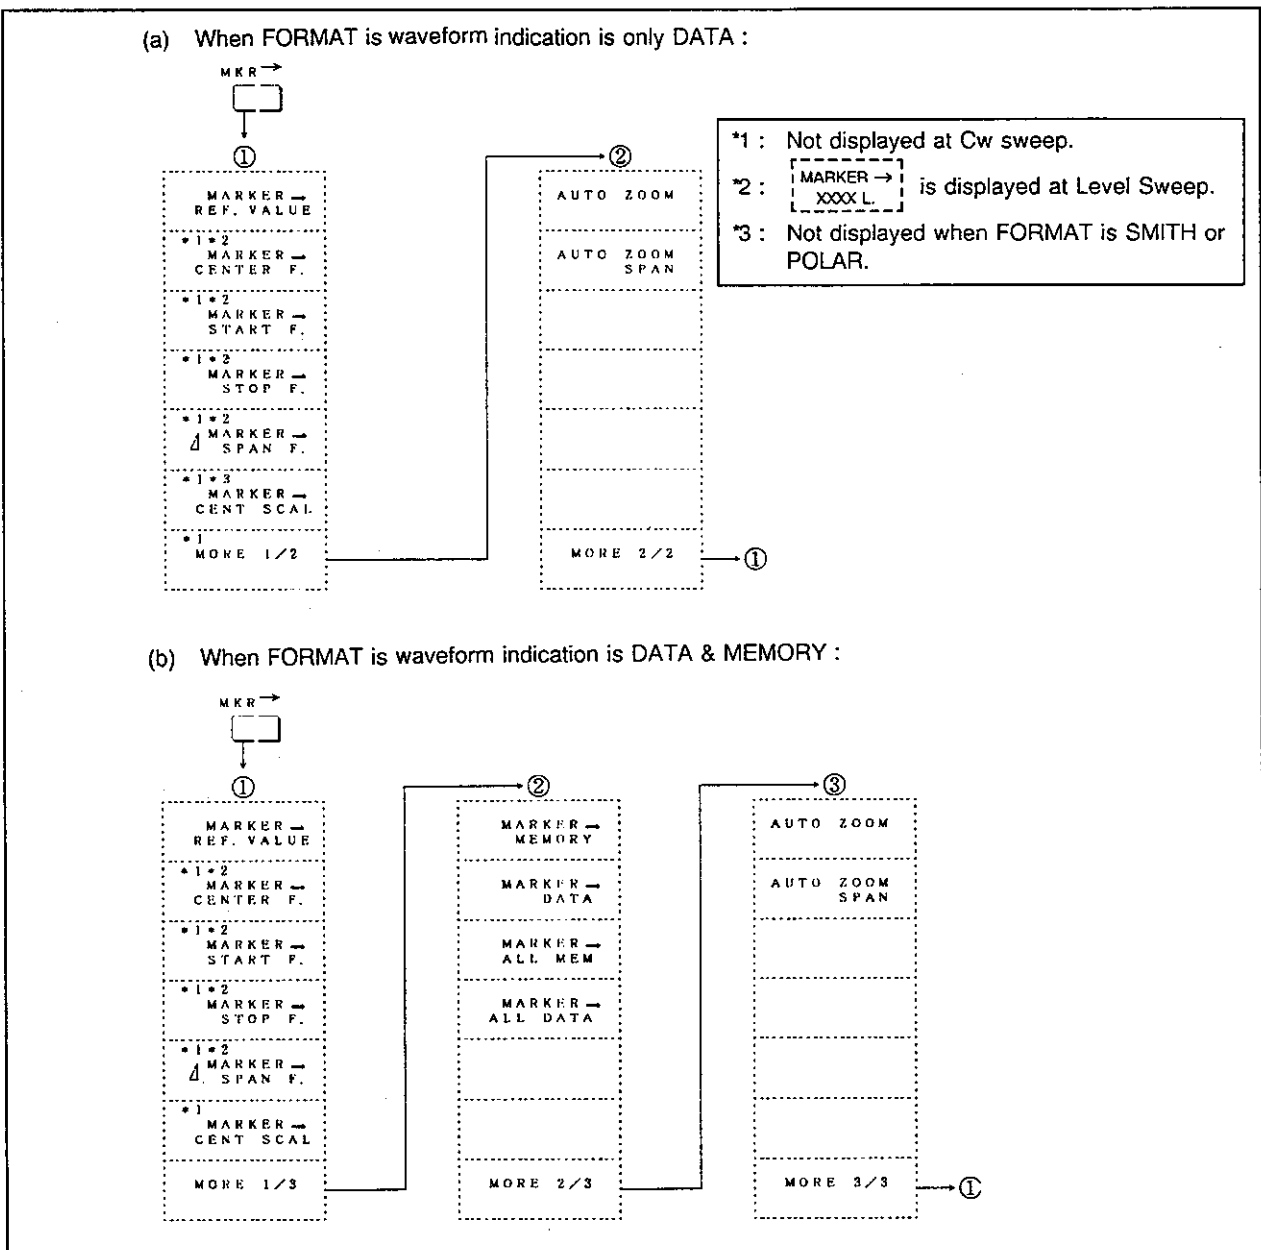 (a) When FORMAT is waveform indication is only DATA :
MKR→
①
MARKER→
REF. VALUE
*1*2
MARKER→
CENTER F.
*1*2
MARKER→
START F.
*1*2
MARKER→
STOP F.
*1*2
⊿ MARKER→
SPAN F.
*1*3
MARKER→
CENT SCAL
*1
MORE 1/2
②
AUTO ZOOM
AUTO ZOOM
SPAN
MORE 2/2
①
*1 : Not displayed at Cw sweep.
*2 : MARKER → XXXX L. is displayed at Level Sweep.
*3 : Not displayed when FORMAT is SMITH or
POLAR.
(b) When FORMAT is waveform indication is DATA & MEMORY :
MKR→
①
MARKER→
REF. VALUE
*1*2
MARKER→
CENTER F.
*1*2
MARKER→
START F.
*1*2
MARKER→
STOP F.
*1*2
⊿ MARKER→
SPAN F.
*1
MARKER→
CENT SCAL
MORE 1/3
②
MARKER→
MEMORY
MARKER→
DATA
MARKER→
ALL MEM
MARKER→
ALL DATA
MORE 2/3
③
AUTO ZOOM
AUTO ZOOM
SPAN
MORE 3/3
①